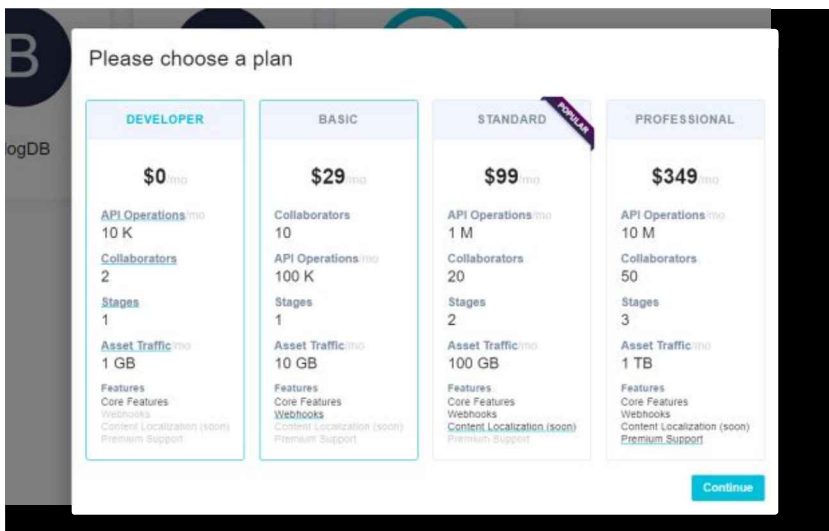 B
logDB
Please choose a plan
DEVELOPER
$0/mo
API Operations/mo
10 K
Collaborators
2
Stages
1
Asset Traffic/mo
1 GB
Features
Core Features
Webhooks
Content Localization (soon)
Premium Support
BASIC
$29/mo
Collaborators
10
API Operations/mo
100 K
Stages
1
Asset Traffic/mo
10 GB
Features
Core Features
Webhooks
Content Localization (soon)
Premium Support
STANDARD
POPULAR
$99/mo
API Operations/mo
1 M
Collaborators
20
Stages
2
Asset Traffic/mo
100 GB
Features
Core Features
Webhooks
Content Localization (soon)
Premium Support
PROFESSIONAL
$349/mo
API Operations/mo
10 M
Collaborators
50
Stages
3
Asset Traffic/mo
1 TB
Features
Core Features
Webhooks
Content Localization (soon)
Premium Support
Continue